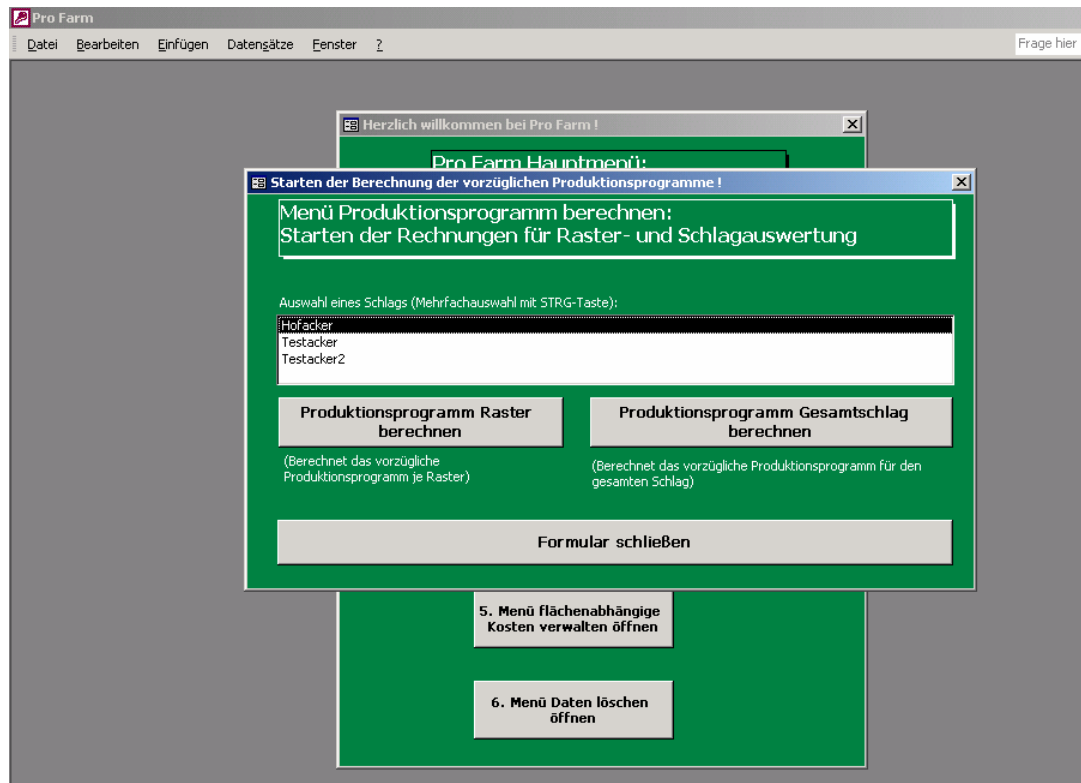 Pro Farm
Datei Bearbeiten Einfügen Datensätze Fenster ? Frage hier
Herzlich willkommen bei Pro Farm !
Pro Farm Hauptmenü:
Starten der Berechnung der vorzüglichen Produktionsprogramme !
Menü Produktionsprogramm berechnen:
Starten der Rechnungen für Raster- und Schlagauswertung
Auswahl eines Schlags (Mehrfachauswahl mit STRG-Taste):
Hofacker
Testacker
Testacker2
Produktionsprogramm Raster
berechnen
(Berechnet das vorzügliche
Produktionsprogramm je Raster)
Produktionsprogramm Gesamtschlag
berechnen
(Berechnet das vorzügliche Produktionsprogramm für den
gesamten Schlag)
Formular schließen
5. Menü flächenabhängige
Kosten verwalten öffnen
6. Menü Daten löschen
öffnen